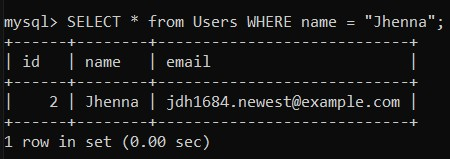 mysql> SELECT * from Users WHERE name = "Jhenna";
+------+--------+----------------------------+
| id   | name   | email                      |
+------+--------+----------------------------+
|    2 | Jhenna | jdh1684.newest@example.com |
+------+--------+----------------------------+
1 row in set (0.00 sec)